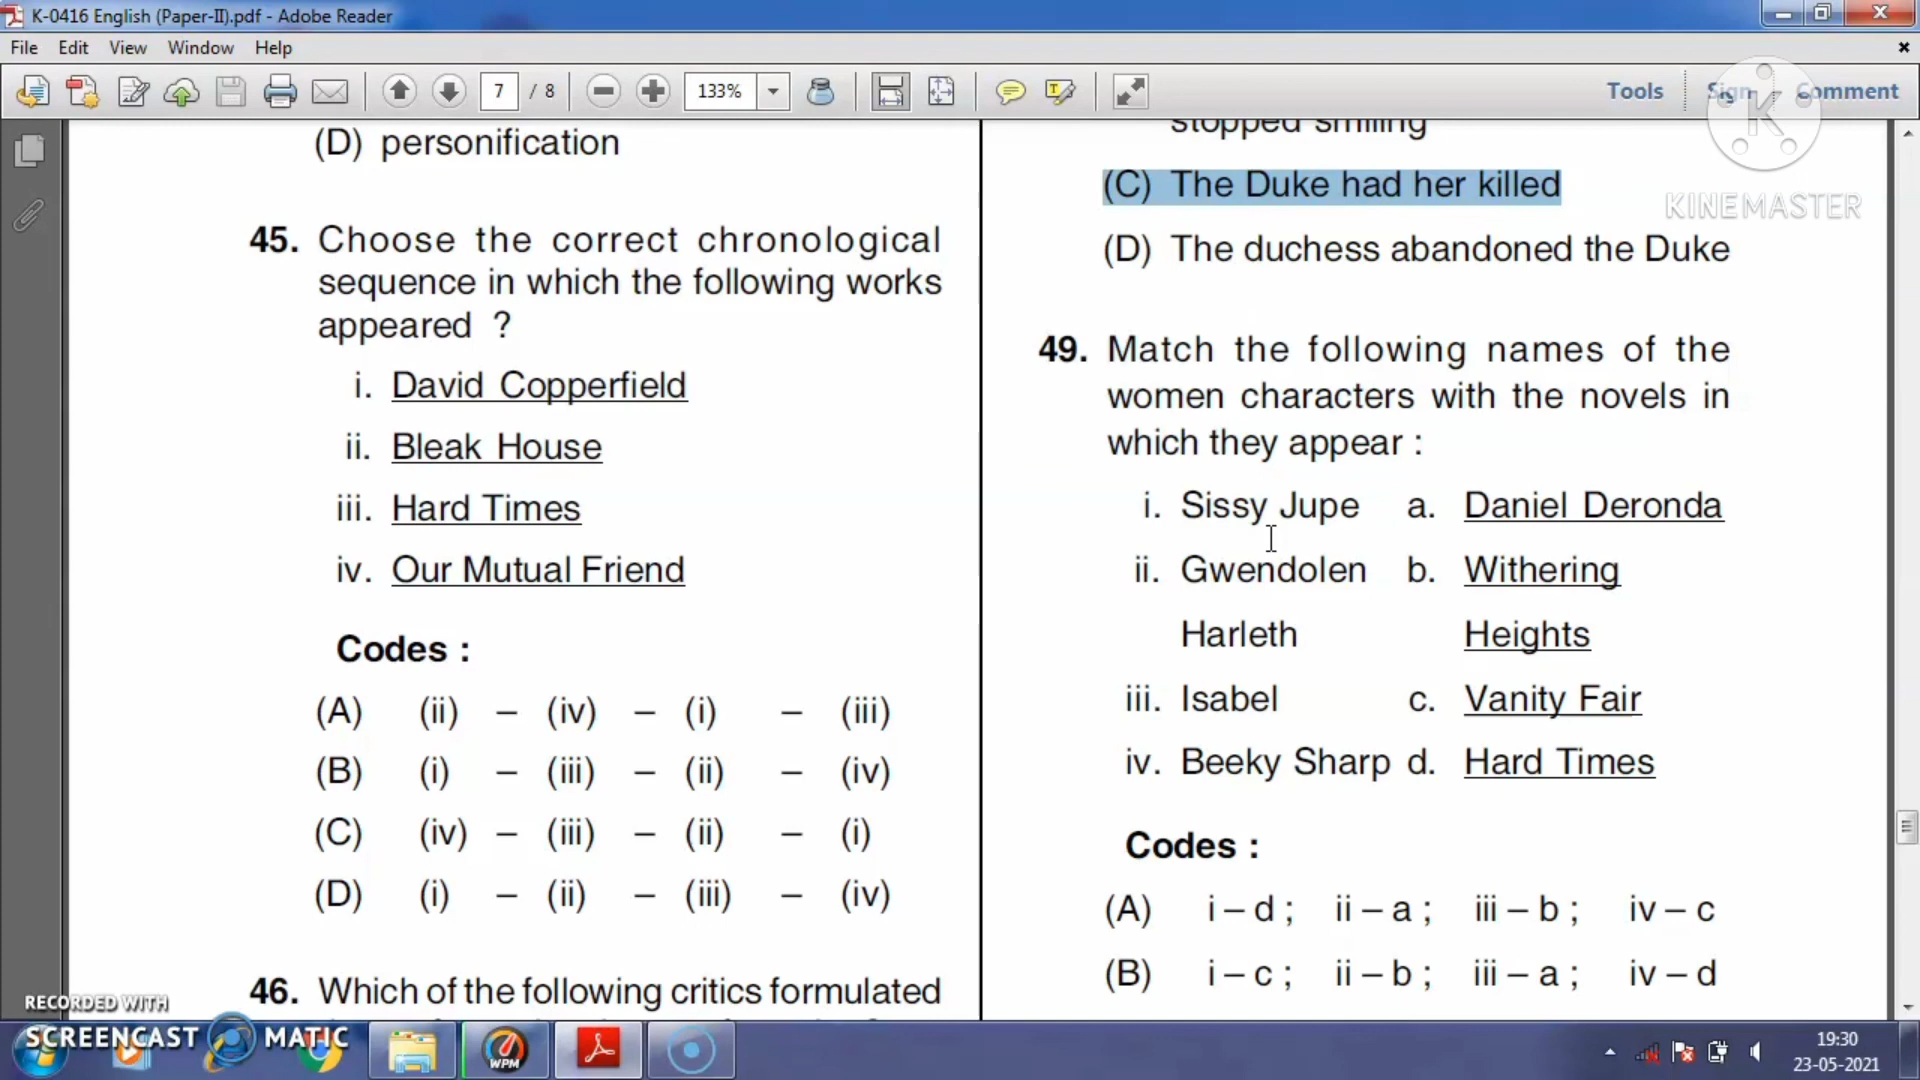 K-0416 English (Paper-II).pdf - Adobe Reader
File Edit View Window Help
7 / 8 133% Tools Sign Comment
K
KINEMASTER
(D) personification
45. Choose the correct chronological
sequence in which the following works
appeared ?
i. David Copperfield
ii. Bleak House
iii. Hard Times
iv. Our Mutual Friend
Codes :
(A) (ii) – (iv) – (i) – (iii)
(B) (i) – (iii) – (ii) – (iv)
(C) (iv) – (iii) – (ii) – (i)
(D) (i) – (ii) – (iii) – (iv)
46. Which of the following critics formulated
stopped smiling
(C) The Duke had her killed
(D) The duchess abandoned the Duke
49. Match the following names of the
women characters with the novels in
which they appear :
i. Sissy Jupe a. Daniel Deronda
ii. Gwendolen b. Withering
Harleth Heights
iii. Isabel c. Vanity Fair
iv. Beeky Sharp d. Hard Times
Codes :
(A) i – d ; ii – a ; iii – b ; iv – c
(B) i – c ; ii – b ; iii – a ; iv – d
RECORDED WITH
SCREENCAST MATIC
WPM
19:30
23-05-2021